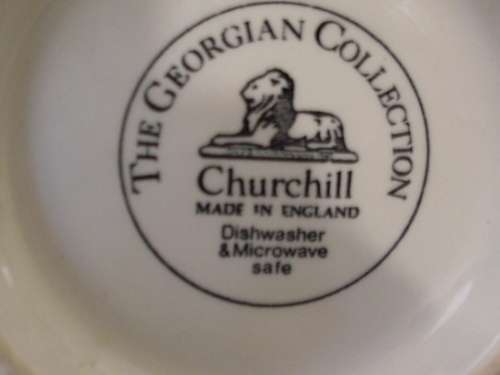 THE GEORGIAN COLLECTION
Churchill
MADE IN ENGLAND
Dishwasher
& Microwave
safe